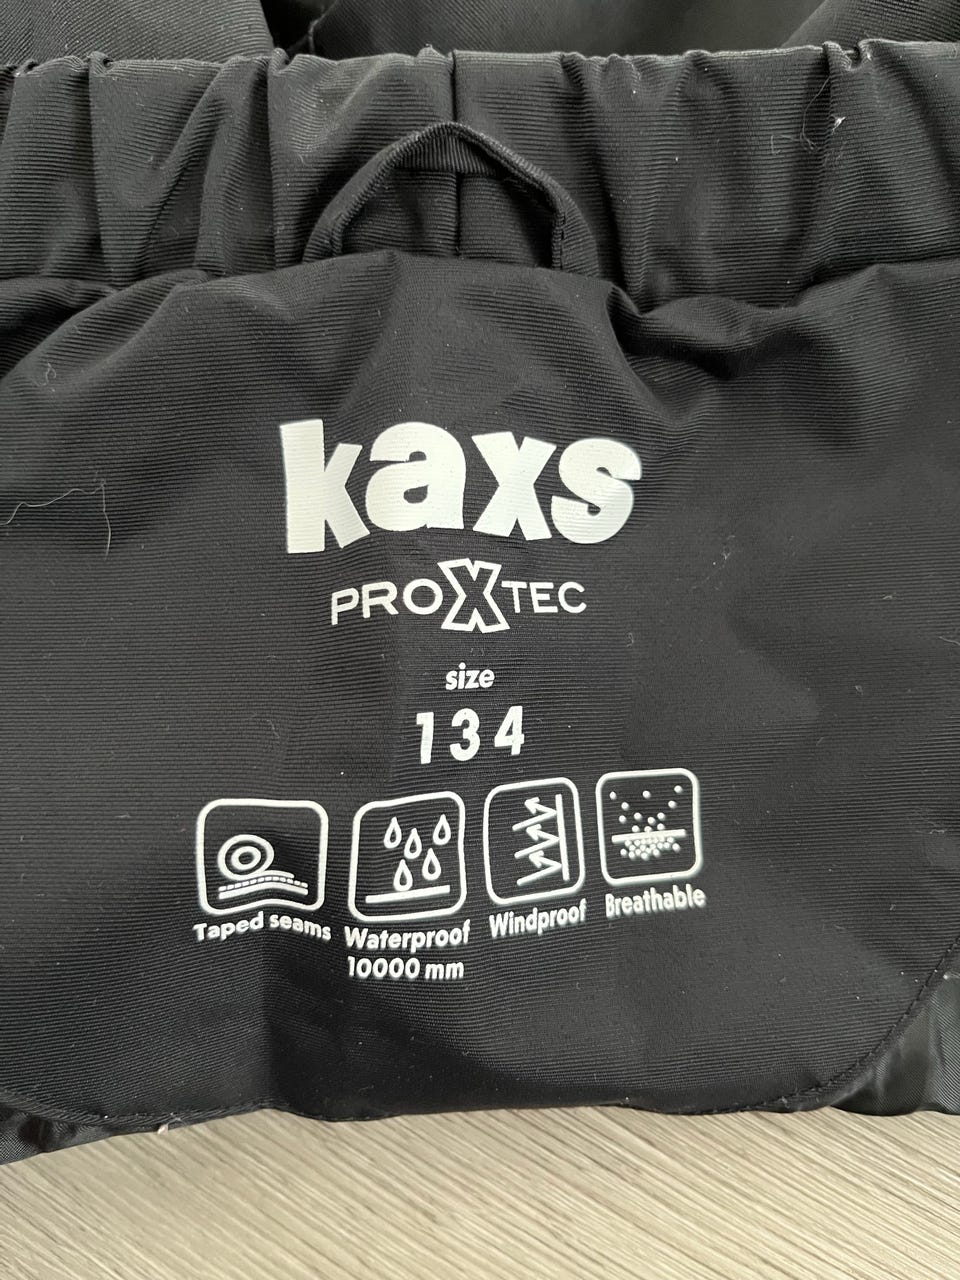 kaxs
PROXTEC
size
134
Taped seams
Waterproof
10000 mm
Windproof
Breathable